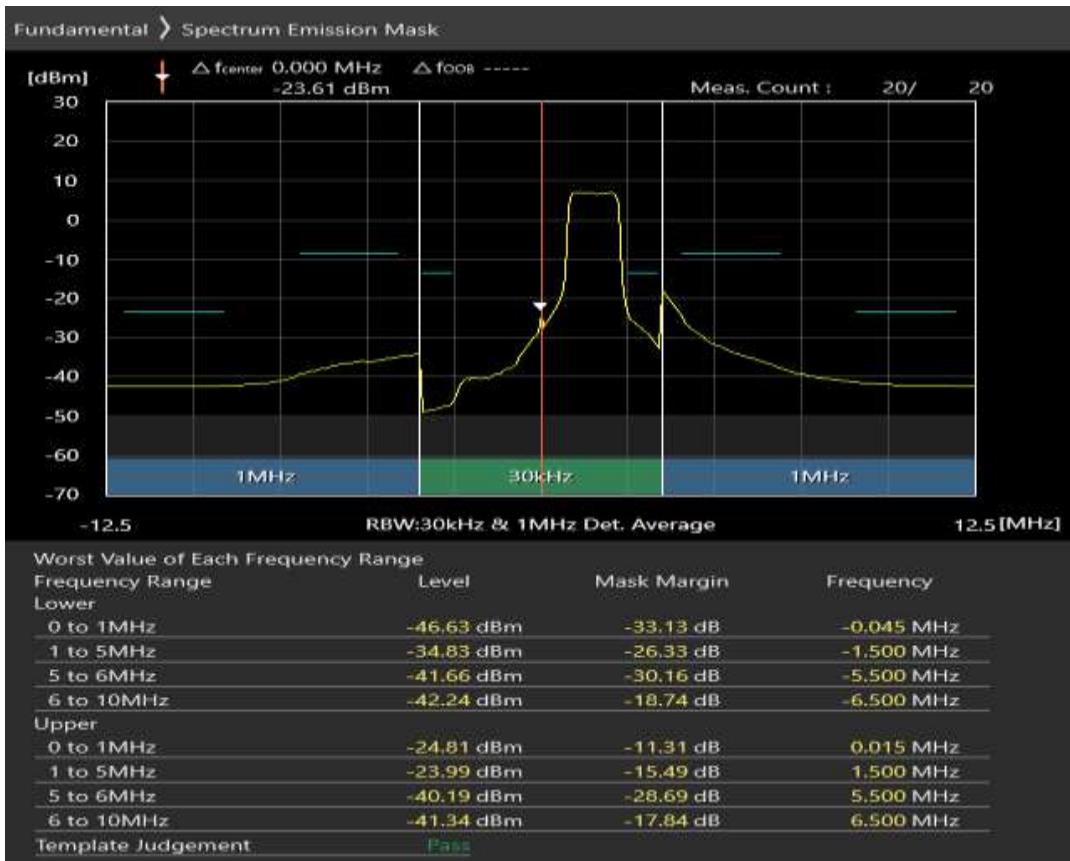 Fundamental ❭ Spectrum Emission Mask
[dBm]
△ fcenter 0.000 MHz △ fOOB -----
-23.61 dBm Meas. Count : 20/ 20
30
20
10
0
-10
-20
-30
-40
-50
-60
-70
1MHz 30kHz 1MHz
-12.5 RBW:30kHz & 1MHz Det. Average 12.5[MHz]
Worst Value of Each Frequency Range
Frequency Range Level Mask Margin Frequency
Lower
0 to 1MHz -46.63 dBm -33.13 dB -0.045 MHz
1 to 5MHz -34.83 dBm -26.33 dB -1.500 MHz
5 to 6MHz -41.66 dBm -30.16 dB -5.500 MHz
6 to 10MHz -42.24 dBm -18.74 dB -6.500 MHz
Upper
0 to 1MHz -24.81 dBm -11.31 dB 0.015 MHz
1 to 5MHz -23.99 dBm -15.49 dB 1.500 MHz
5 to 6MHz -40.19 dBm -28.69 dB 5.500 MHz
6 to 10MHz -41.34 dBm -17.84 dB 6.500 MHz
Template Judgement Pass